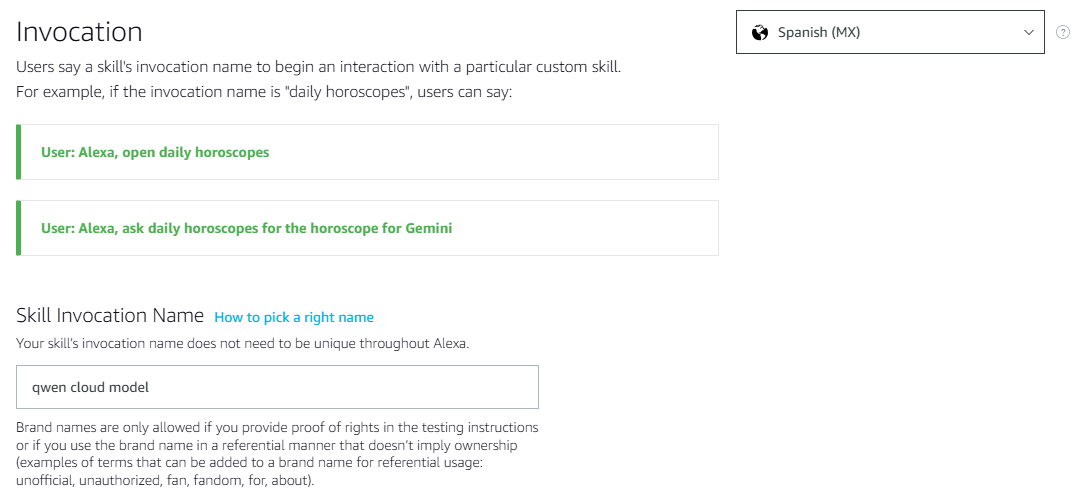 Invocation
Spanish (MX)
?
Users say a skill's invocation name to begin an interaction with a particular custom skill.
For example, if the invocation name is "daily horoscopes", users can say:
User: Alexa, open daily horoscopes
User: Alexa, ask daily horoscopes for the horoscope for Gemini
Skill Invocation Name How to pick a right name
Your skill's invocation name does not need to be unique throughout Alexa.
qwen cloud model
Brand names are only allowed if you provide proof of rights in the testing instructions
or if you use the brand name in a referential manner that doesn't imply ownership
(examples of terms that can be added to a brand name for referential usage:
unofficial, unauthorized, fan, fandom, for, about).